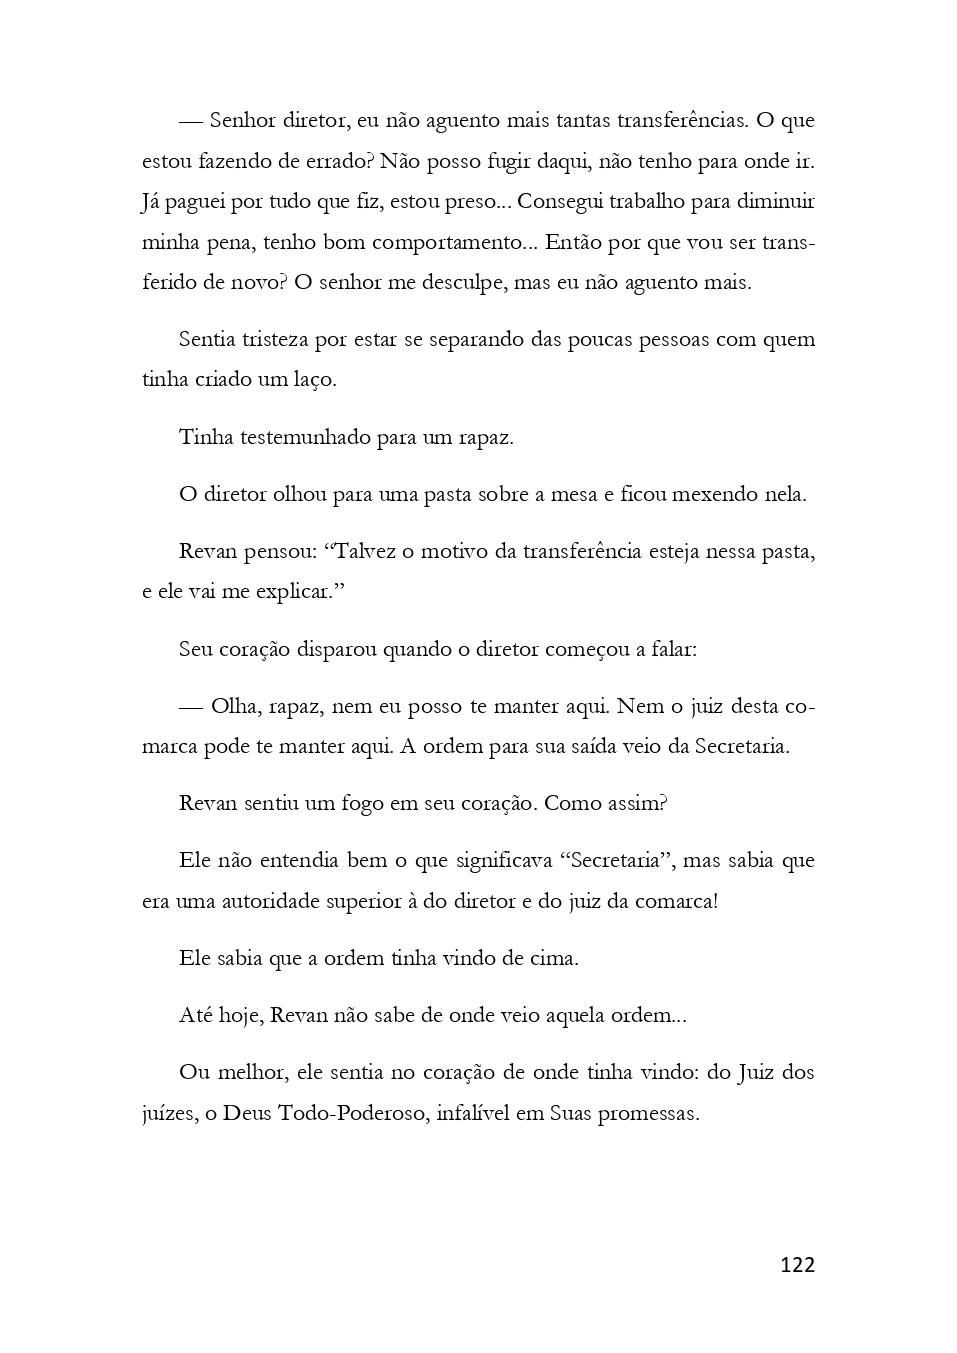 — Senhor diretor, eu não aguento mais tantas transferências. O que
estou fazendo de errado? Não posso fugir daqui, não tenho para onde ir.
Já paguei por tudo que fiz, estou preso... Consegui trabalho para diminuir
minha pena, tenho bom comportamento... Então por que vou ser trans-
ferido de novo? O senhor me desculpe, mas eu não aguento mais.
Sentia tristeza por estar se separando das poucas pessoas com quem
tinha criado um laço.
Tinha testemunhado para um rapaz.
O diretor olhou para uma pasta sobre a mesa e ficou mexendo nela.
Revan pensou: “Talvez o motivo da transferência esteja nessa pasta,
e ele vai me explicar.”
Seu coração disparou quando o diretor começou a falar:
— Olha, rapaz, nem eu posso te manter aqui. Nem o juiz desta co-
marca pode te manter aqui. A ordem para sua saída veio da Secretaria.
Revan sentiu um fogo em seu coração. Como assim?
Ele não entendia bem o que significava “Secretaria”, mas sabia que
era uma autoridade superior à do diretor e do juiz da comarca!
Ele sabia que a ordem tinha vindo de cima.
Até hoje, Revan não sabe de onde veio aquela ordem...
Ou melhor, ele sentia no coração de onde tinha vindo: do Juiz dos
juízes, o Deus Todo-Poderoso, infalível em Suas promessas.
122